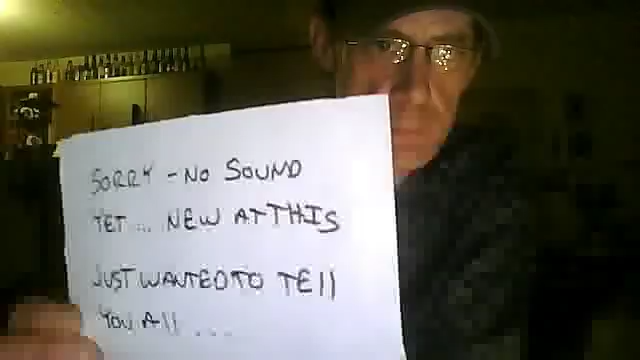 SORRY - NO SOUND
YET ... NEW AT THIS
JUST WANTED TO TEll
YOU All ....